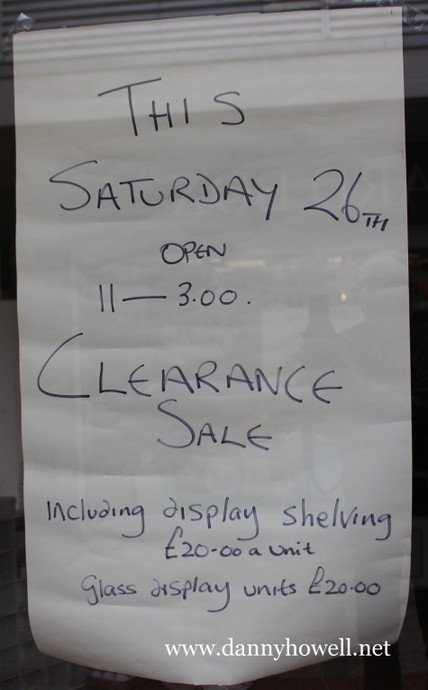 THIS
SATURDAY 26TH
OPEN
11 — 3.00.
CLEARANCE
SALE
Including display shelving
£20-00 a unit
Glass display units £20.00
www.dannyhowell.net